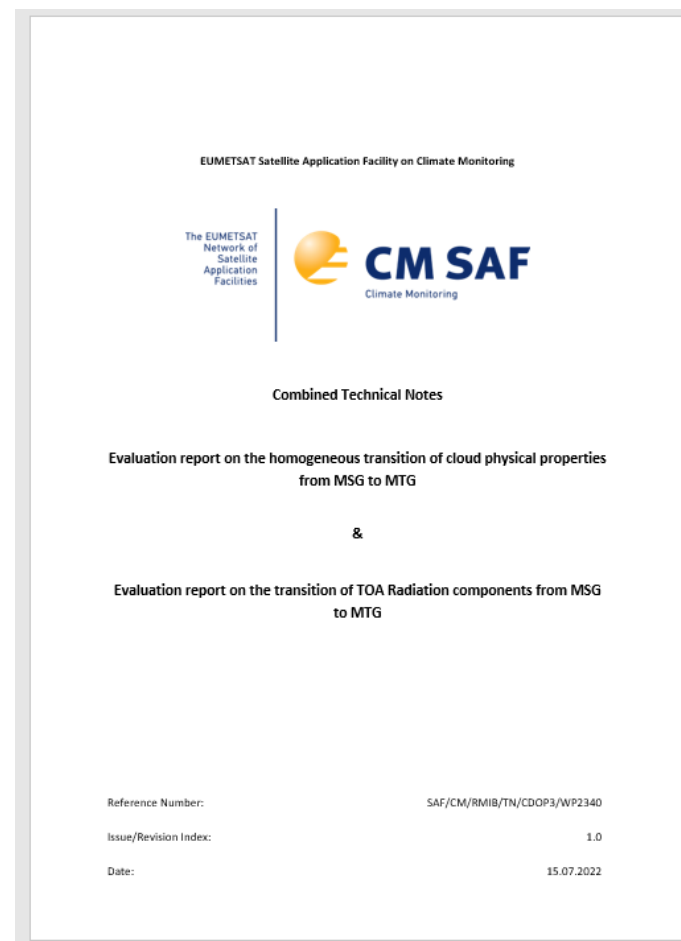 EUMETSAT Satellite Application Facility on Climate Monitoring
The EUMETSAT
Network of
Satellite
Application
Facilities
CM SAF
Climate Monitoring
Combined Technical Notes
Evaluation report on the homogeneous transition of cloud physical properties
from MSG to MTG
&
Evaluation report on the transition of TOA Radiation components from MSG
to MTG
Reference Number: SAF/CM/RMIB/TN/CDOP3/WP2340
Issue/Revision Index: 1.0
Date: 15.07.2022